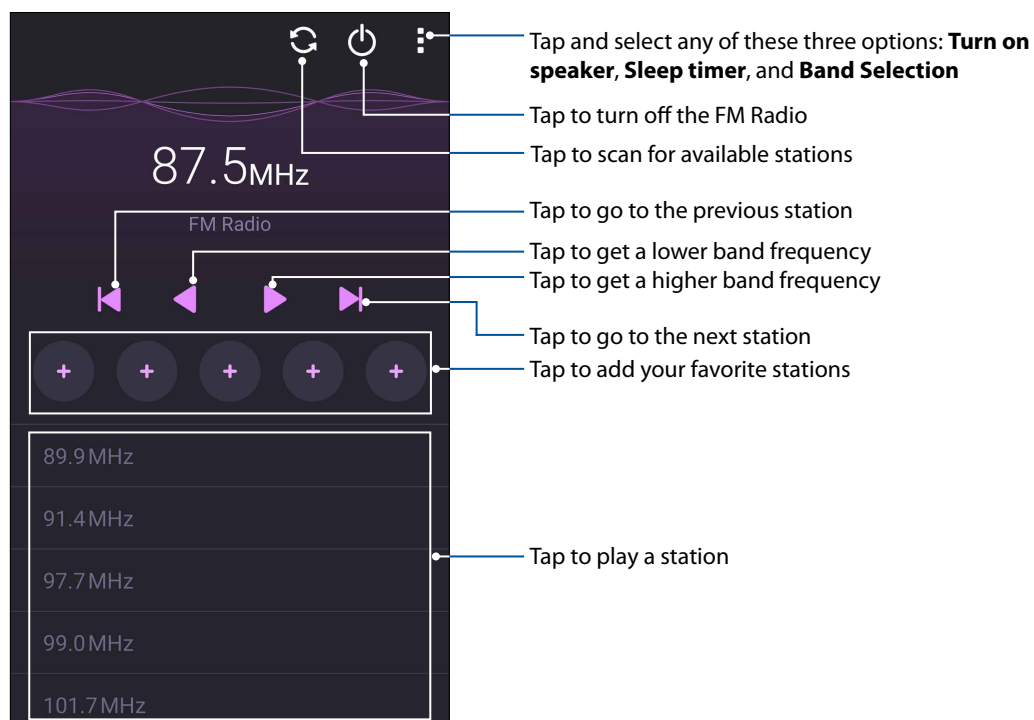 Tap and select any of these three options: Turn on
speaker, Sleep timer, and Band Selection
Tap to turn off the FM Radio
Tap to scan for available stations
87.5MHz
FM Radio
Tap to go to the previous station
Tap to get a lower band frequency
Tap to get a higher band frequency
Tap to go to the next station
Tap to add your favorite stations
89.9MHz
91.4MHz
97.7MHz
99.0MHz
101.7MHz
Tap to play a station